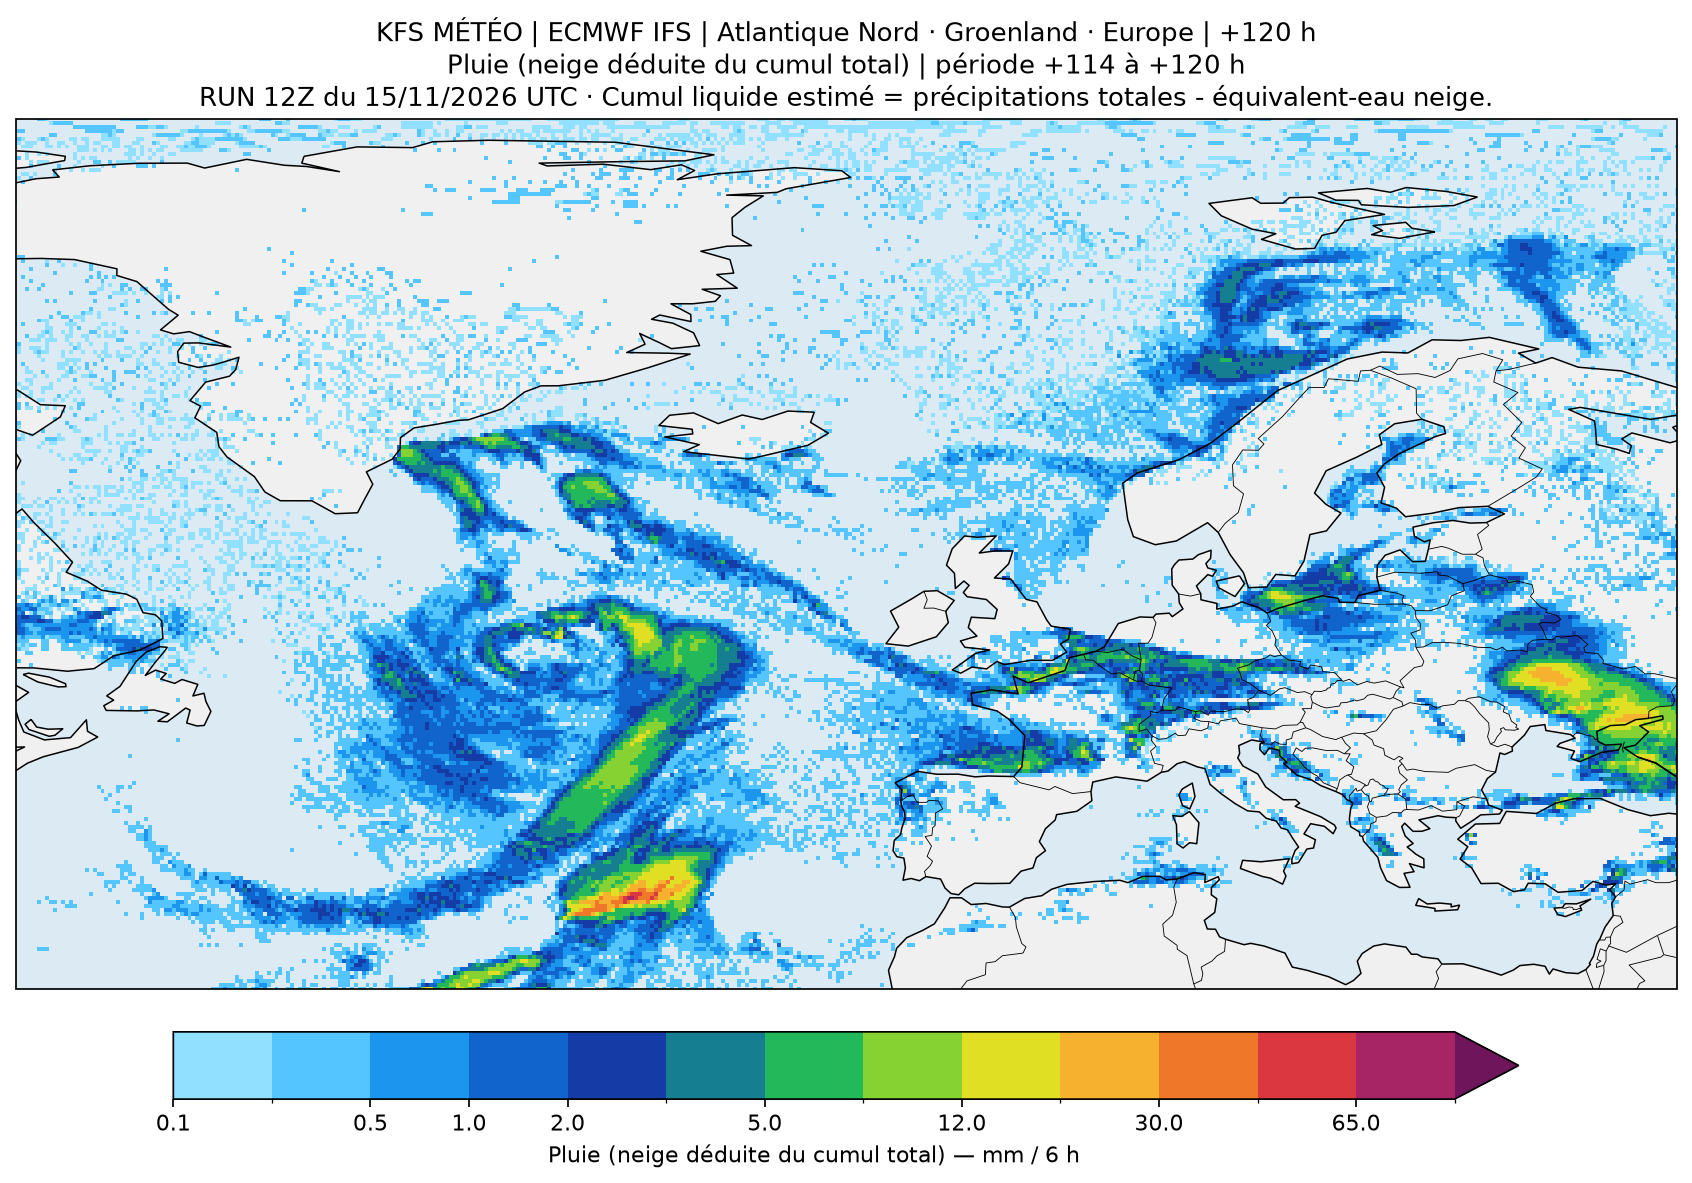 KFS MÉTÉO | ECMWF IFS | Atlantique Nord · Groenland · Europe | +120 h
Pluie (neige déduite du cumul total) | période +114 à +120 h
RUN 12Z du 15/11/2026 UTC · Cumul liquide estimé = précipitations totales - équivalent-eau neige.
0.1 0.5 1.0 2.0 5.0 12.0 30.0 65.0
Pluie (neige déduite du cumul total) — mm / 6 h